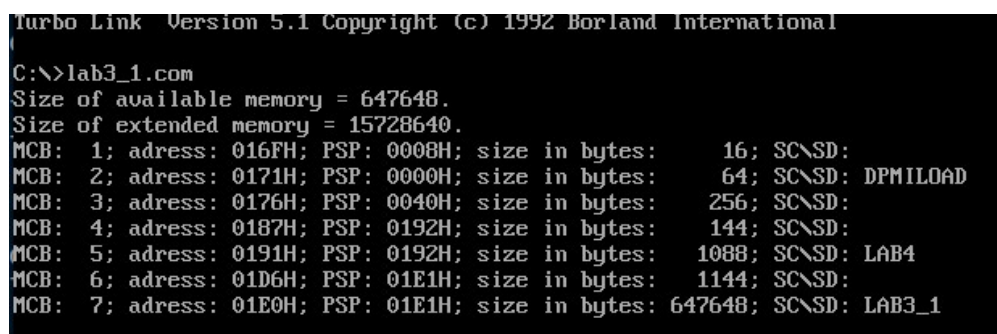 Turbo Link  Version 5.1 Copyright (c) 1992 Borland International
C:\>lab3_1.com
Size of available memory = 647648.
Size of extended memory = 15728640.
MCB:  1; adress: 016FH; PSP: 0008H; size in bytes:     16; SC\SD:
MCB:  2; adress: 0171H; PSP: 0000H; size in bytes:     64; SC\SD: DPMILOAD
MCB:  3; adress: 0176H; PSP: 0040H; size in bytes:    256; SC\SD:
MCB:  4; adress: 0187H; PSP: 0192H; size in bytes:    144; SC\SD:
MCB:  5; adress: 0191H; PSP: 0192H; size in bytes:   1088; SC\SD: LAB4
MCB:  6; adress: 01D6H; PSP: 01E1H; size in bytes:   1144; SC\SD:
MCB:  7; adress: 01E0H; PSP: 01E1H; size in bytes: 647648; SC\SD: LAB3_1